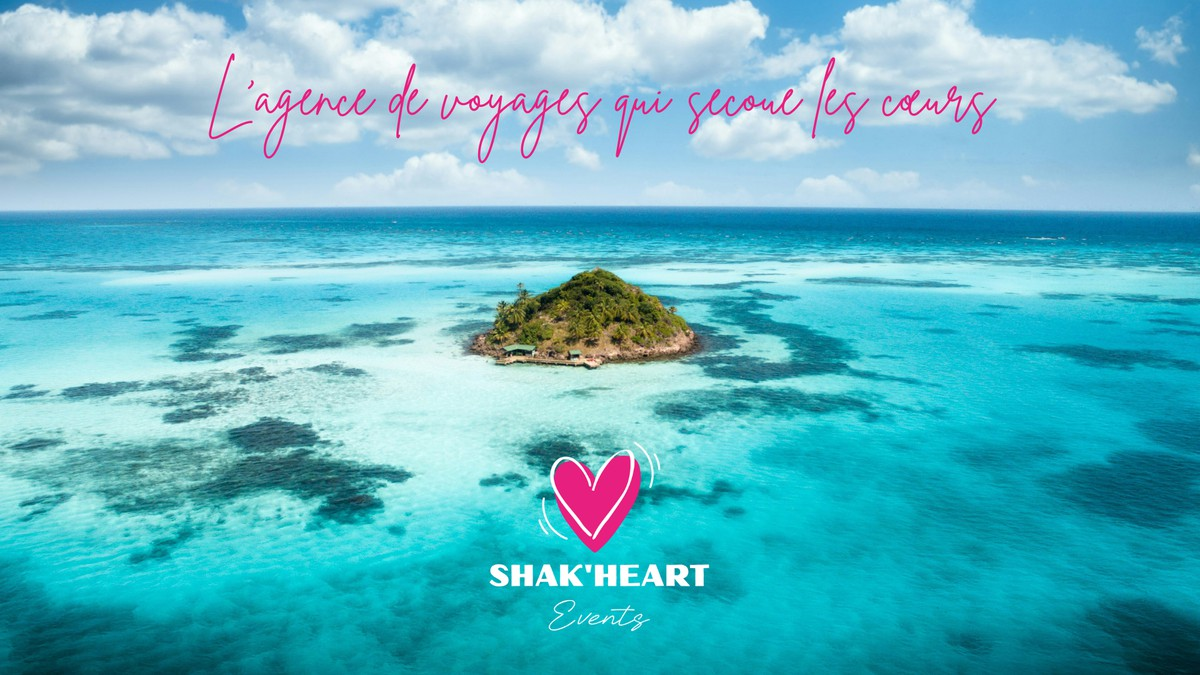 L'agence de voyages qui secoue les cœurs
SHAK'HEART
Events